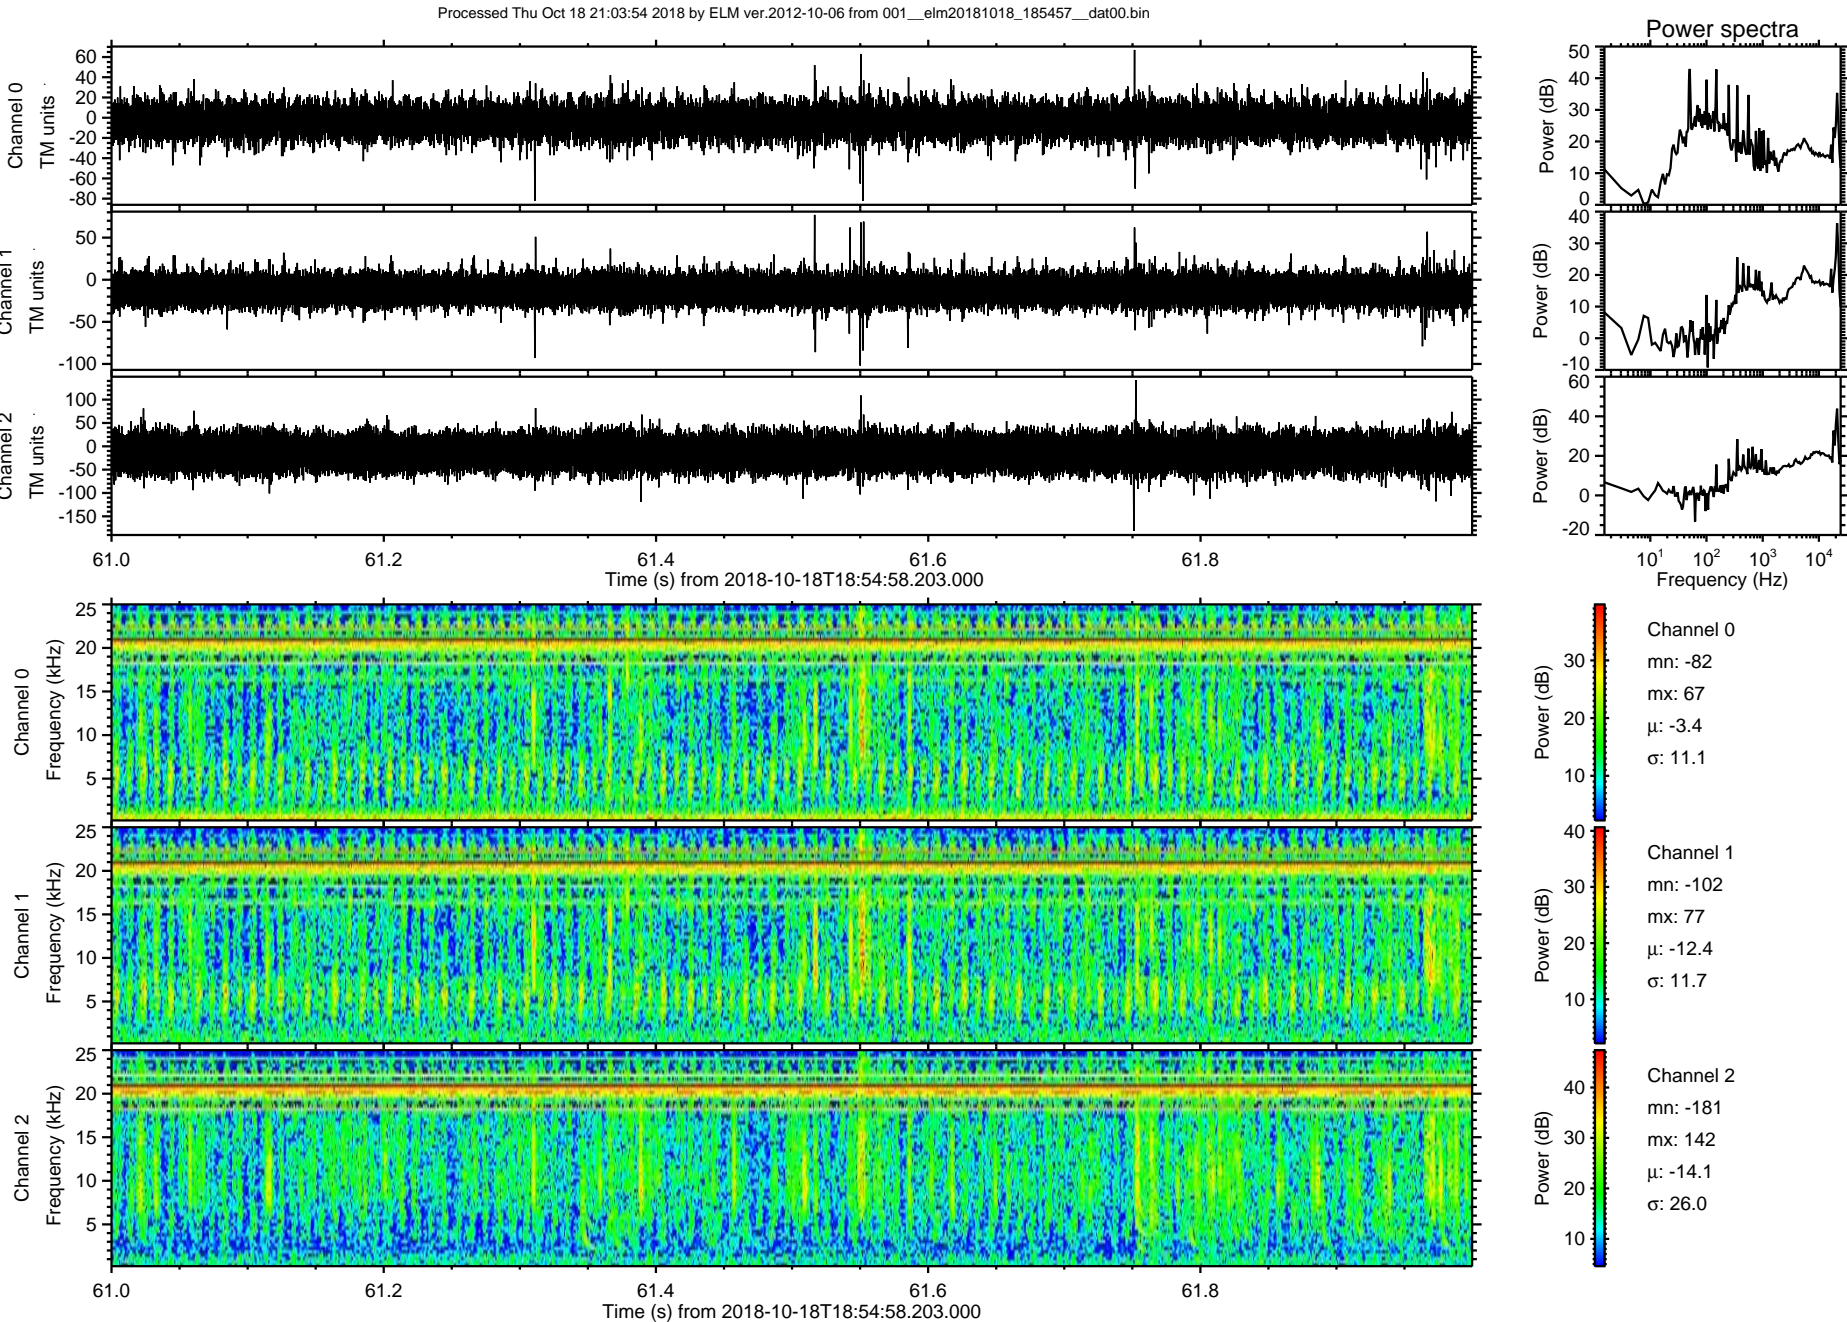 Processed Thu Oct 18 21:03:54 2018 by ELM ver.2012-10-06 from 001__elm20181018_185457__dat00.bin
Power spectra
Channel 0
TM units
60
40
20
0
-20
-40
-60
-80
Power (dB)
50
40
30
20
10
0
Channel 1
TM units
50
0
-50
-100
Power (dB)
40
30
20
10
0
-10
Channel 2
TM units
100
50
0
-50
-100
-150
Power (dB)
60
40
20
0
-20
61.0 61.2 61.4 61.6 61.8
Time (s) from 2018-10-18T18:54:58.203.000
10^1 10^2 10^3 10^4
Frequency (Hz)
Channel 0
Frequency (kHz)
25
20
15
10
5
Power (dB)
30
20
10
Channel 0
mn: -82
mx: 67
μ: -3.4
σ: 11.1
Channel 1
Frequency (kHz)
25
20
15
10
5
Power (dB)
40
30
20
10
Channel 1
mn: -102
mx: 77
μ: -12.4
σ: 11.7
Channel 2
Frequency (kHz)
25
20
15
10
5
Power (dB)
40
30
20
10
Channel 2
mn: -181
mx: 142
μ: -14.1
σ: 26.0
61.0 61.2 61.4 61.6 61.8
Time (s) from 2018-10-18T18:54:58.203.000